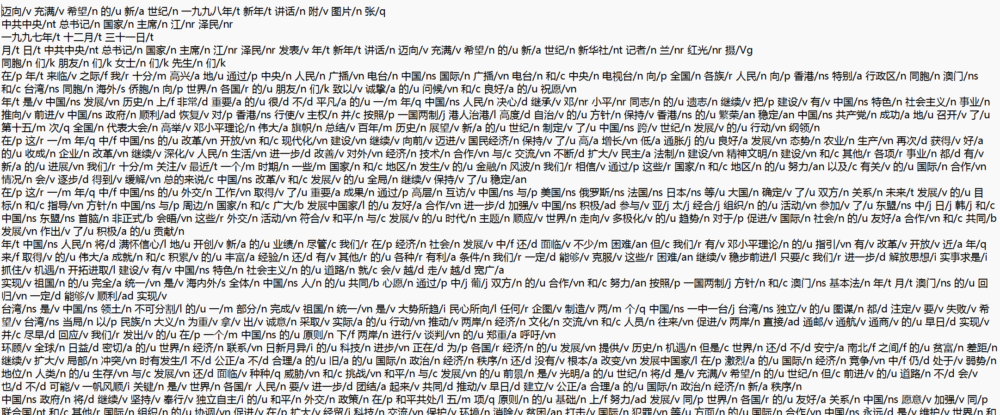 迈向/v 充满/v 希望/n 的/u 新/a 世纪/n 一九九八年/t 新年/t 讲话/n 附/v 图片/n 张/q
中共中央/nt 总书记/n 国家/n 主席/n 江/nr 泽民/nr
一九九七年/t 十二月/t 三十一日/t
月/t 日/t 中共中央/nt 总书记/n 国家/n 主席/n 江/nr 泽民/nr 发表/v 年/t 新年/t 讲话/n 迈向/v 充满/v 希望/n 的/u 新/a 世纪/n 新华社/nt 记者/n 兰/nr 红光/nr 摄/Vg
同胞/n 们/k 朋友/n 们/k 女士/n 们/k 先生/n 们/k
在/p 年/t 来临/v 之际/f 我/r 十分/m 高兴/a 地/u 通过/p 中央/n 人民/n 广播/vn 电台/n 中国/ns 国际/n 广播/vn 电台/n 和/c 中央/n 电视台/n 向/p 全国/n 各族/r 人民/n 向/p 香港/ns 特别/a 行政区/n 同胞/n 澳门/ns
和/c 台湾/ns 同胞/n 海外/s 侨胞/n 向/p 世界/n 各国/r 的/u 朋友/n 们/k 致以/v 诚挚/a 的/u 问候/vn 和/c 良好/a 的/u 祝愿/vn
年/t 是/v 中国/ns 发展/vn 历史/n 上/f 非常/d 重要/a 的/u 很/d 不/d 平凡/a 的/u 一/m 年/q 中国/ns 人民/n 决心/d 继承/v 邓/nr 小平/nr 同志/n 的/u 遗志/n 继续/v 把/p 建设/v 有/v 中国/ns 特色/n 社会主义/n 事业/n
推向/v 前进/v 中国/ns 政府/n 顺利/ad 恢复/v 对/p 香港/ns 行使/v 主权/n 并/c 按照/p 一国两制/j 港人治港/l 高度/d 自治/v 的/u 方针/n 保持/v 香港/ns 的/u 繁荣/an 稳定/an 中国/ns 共产党/n 成功/a 地/u 召开/v 了/u
第十五/m 次/q 全国/n 代表大会/n 高举/v 邓小平理论/n 伟大/a 旗帜/n 总结/v 百年/m 历史/n 展望/v 新/a 的/u 世纪/n 制定/v 了/u 中国/ns 跨/v 世纪/n 发展/v 的/u 行动/vn 纲领/n
在/p 这/r 一/m 年/q 中/f 中国/ns 的/u 改革/vn 开放/vn 和/c 现代化/vn 建设/vn 继续/v 向前/v 迈进/v 国民经济/n 保持/v 了/u 高/a 增长/vn 低/a 通胀/j 的/u 良好/a 发展/vn 态势/n 农业/n 生产/vn 再次/d 获得/v 好/a
的/u 收成/n 企业/n 改革/vn 继续/v 深化/v 人民/n 生活/vn 进一步/d 改善/v 对外/vn 经济/n 技术/n 合作/vn 与/c 交流/vn 不断/d 扩大/v 民主/a 法制/n 建设/vn 精神文明/n 建设/vn 和/c 其他/r 各项/r 事业/n 都/d 有/v
新/a 的/u 进展/vn 我们/r 十分/m 关注/v 最近/t 一个/m 时期/n 一些/m 国家/n 和/c 地区/n 发生/v 的/u 金融/n 风波/n 我们/r 相信/v 通过/p 这些/r 国家/n 和/c 地区/n 的/u 努力/an 以及/c 有关/v 的/u 国际/n 合作/vn
情况/n 会/v 逐步/d 得到/v 缓解/vn 总的来说/c 中国/ns 改革/v 和/c 发展/v 的/u 全局/n 继续/v 保持/v 了/u 稳定/an
在/p 这/r 一/m 年/q 中/f 中国/ns 的/u 外交/n 工作/vn 取得/v 了/u 重要/a 成果/n 通过/p 高层/n 互访/v 中国/ns 与/p 美国/ns 俄罗斯/ns 法国/ns 日本/ns 等/u 大国/n 确定/v 了/u 双方/n 关系/n 未来/t 发展/v 的/u 目
标/n 和/c 指导/vn 方针/n 中国/ns 与/p 周边/n 国家/n 和/c 广大/b 发展中国家/l 的/u 友好/a 合作/vn 进一步/d 加强/v 中国/ns 积极/ad 参与/v 亚/j 太/j 经合/j 组织/n 的/u 活动/vn 参加/v 了/u 东盟/ns 中/j 日/j 韩/j 和/c
中国/ns 东盟/ns 首脑/n 非正式/b 会晤/vn 这些/r 外交/n 活动/vn 符合/v 和平/n 与/c 发展/v 的/u 时代/n 主题/n 顺应/v 世界/n 走向/v 多极化/v 的/u 趋势/n 对于/p 促进/v 国际/n 社会/n 的/u 友好/a 合作/vn 和/c 共同/b
发展/vn 作出/v 了/u 积极/a 的/u 贡献/n
年/t 中国/ns 人民/n 将/d 满怀信心/l 地/u 开创/v 新/a 的/u 业绩/n 尽管/c 我们/r 在/p 经济/n 社会/n 发展/v 中/f 还/d 面临/v 不少/m 困难/an 但/c 我们/r 有/v 邓小平理论/n 的/u 指引/vn 有/v 改革/v 开放/v 近/a 年/q
来/f 取得/v 的/u 伟大/a 成就/n 和/c 积累/v 的/u 丰富/a 经验/n 还/d 有/v 其他/r 的/u 各种/r 有利/a 条件/n 我们/r 一定/d 能够/v 克服/v 这些/r 困难/an 继续/v 稳步前进/l 只要/c 我们/r 进一步/d 解放思想/i 实事求是/i
抓住/v 机遇/n 开拓进取/l 建设/v 有/v 中国/ns 特色/n 社会主义/n 的/u 道路/n 就/c 会/v 越/d 走/v 越/d 宽广/a
实现/v 祖国/n 的/u 完全/a 统一/vn 是/v 海内外/s 全体/n 中国/ns 人/n 的/u 共同/b 心愿/n 通过/p 中/j 葡/j 双方/n 的/u 合作/vn 和/c 努力/an 按照/p 一国两制/j 方针/n 和/c 澳门/ns 基本法/n 年/t 月/t 澳门/ns 的/u 回
归/vn 一定/d 能够/v 顺利/ad 实现/v
台湾/ns 是/v 中国/ns 领土/n 不可分割/l 的/u 一/m 部分/n 完成/v 祖国/n 统一/vn 是/v 大势所趋/i 民心所向/l 任何/r 企图/v 制造/v 两/m 个/q 中国/ns 一中一台/j 台湾/ns 独立/v 的/u 图谋/n 都/d 注定/v 要/v 失败/v 希
望/v 台湾/ns 当局/n 以/p 民族/n 大义/n 为重/v 拿/v 出/v 诚意/n 采取/v 实际/a 的/u 行动/vn 推动/v 两岸/n 经济/n 文化/n 交流/vn 和/c 人员/n 往来/vn 促进/v 两岸/n 直接/ad 通邮/v 通航/v 通商/v 的/u 早日/d 实现/v
并/c 尽早/d 回应/v 我们/r 发出/v 的/u 在/p 一个/m 中国/ns 的/u 原则/n 下/f 两岸/n 进行/v 谈判/vn 的/u 郑重/a 呼吁/vn
环顾/v 全球/n 日益/d 密切/a 的/u 世界/n 经济/n 联系/vn 日新月异/i 的/u 科技/n 进步/vn 正在/d 为/p 各国/r 经济/n 的/u 发展/vn 提供/v 历史/n 机遇/n 但是/c 世界/n 还/d 不/d 安宁/a 南北/f 之间/f 的/u 贫富/n 差距/n
继续/v 扩大/v 局部/n 冲突/vn 时有发生/l 不/d 公正/a 不/d 合理/a 的/u 旧/a 的/u 国际/n 政治/n 经济/n 秩序/n 还/d 没有/v 根本/a 改变/vn 发展中国家/l 在/p 激烈/a 的/u 国际/n 经济/n 竞争/vn 中/f 仍/d 处于/v 弱势/n
地位/n 人类/n 的/u 生存/vn 与/c 发展/vn 还/d 面临/v 种种/q 威胁/vn 和/c 挑战/vn 和平/n 与/c 发展/vn 的/u 前景/n 是/v 光明/a 的/u 世纪/n 将/d 是/v 充满/v 希望/n 的/u 世纪/n 但/c 前进/v 的/u 道路/n 不/d 会/v
也/d 不/d 可能/v 一帆风顺/i 关键/n 是/v 世界/n 各国/r 人民/n 要/v 进一步/d 团结/a 起来/v 共同/d 推动/v 早日/d 建立/v 公正/a 合理/a 的/u 国际/n 政治/n 经济/n 新/a 秩序/n
中国/ns 政府/n 将/d 继续/v 坚持/v 奉行/v 独立自主/i 的/u 和平/n 外交/n 政策/n 在/p 和平共处/l 五/m 项/q 原则/n 的/u 基础/n 上/f 努力/ad 发展/v 同/p 世界/n 各国/r 的/u 友好/a 关系/n 中国/ns 愿意/v 加强/v 同/p
联合国/nt 和/c 其他/r 国际/n 组织/n 的/u 协调/vn 促进/v 在/p 扩大/v 经贸/j 科技/n 交流/vn 保护/v 环境/n 消除/v 贫困/an 打击/v 国际/n 犯罪/vn 等/u 方面/n 的/u 国际/n 合作/vn 中国/ns 永远/d 是/v 维护/v 世界/n 和